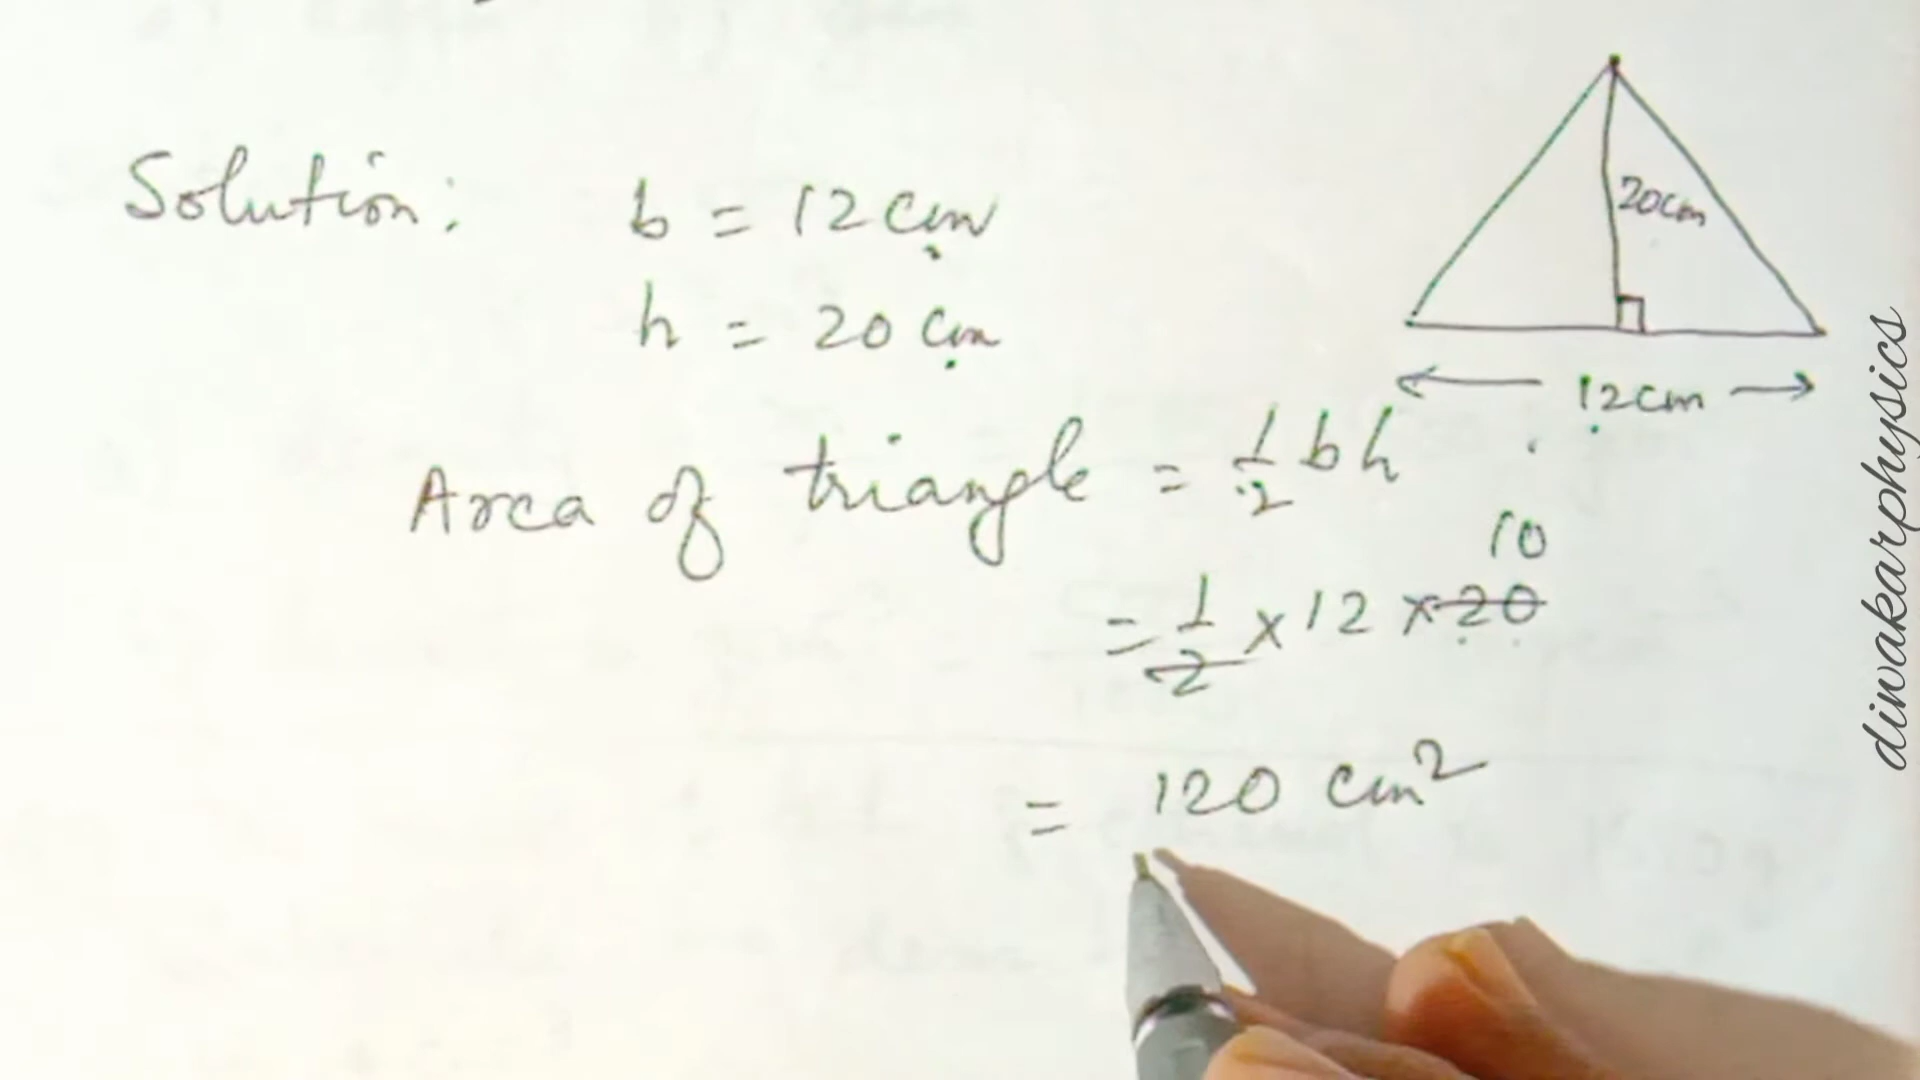 Solution: b = 12 cm
h = 20 cm
20cm
12cm
Area of triangle = 1/2 b h
10
= 1/2 × 12 × 20
= 120 cm²
diwakarphysics